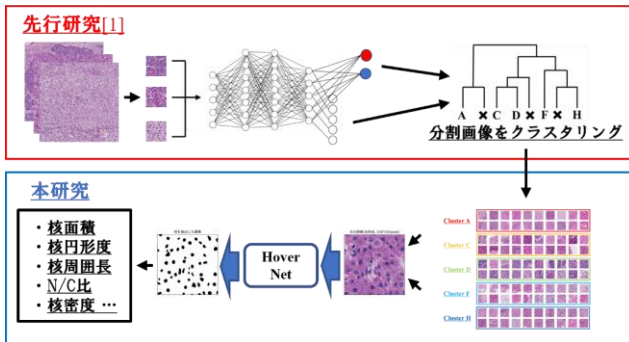 先行研究[1]
A ✖ C D ✖ F ✖ H
分割画像をクラスタリング
本研究
・核面積
・核円形度
・核周囲長
・N/C比
・核密度 …
Hover
Net
Cluster A
Cluster C
Cluster D
Cluster F
Cluster H